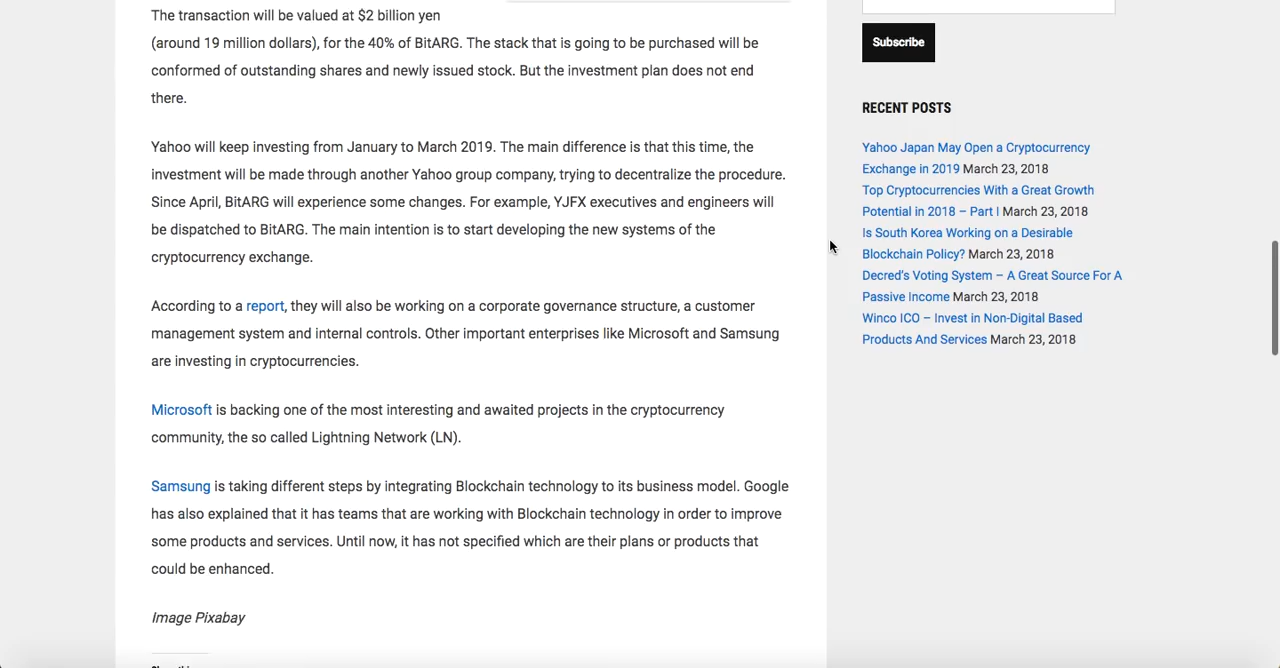 The transaction will be valued at $2 billion yen
(around 19 million dollars), for the 40% of BitARG. The stack that is going to be purchased will be
conformed of outstanding shares and newly issued stock. But the investment plan does not end
there.
Yahoo will keep investing from January to March 2019. The main difference is that this time, the
investment will be made through another Yahoo group company, trying to decentralize the procedure.
Since April, BitARG will experience some changes. For example, YJFX executives and engineers will
be dispatched to BitARG. The main intention is to start developing the new systems of the
cryptocurrency exchange.
According to a report, they will also be working on a corporate governance structure, a customer
management system and internal controls. Other important enterprises like Microsoft and Samsung
are investing in cryptocurrencies.
Microsoft is backing one of the most interesting and awaited projects in the cryptocurrency
community, the so called Lightning Network (LN).
Samsung is taking different steps by integrating Blockchain technology to its business model. Google
has also explained that it has teams that are working with Blockchain technology in order to improve
some products and services. Until now, it has not specified which are their plans or products that
could be enhanced.
Image Pixabay
Subscribe
RECENT POSTS
Yahoo Japan May Open a Cryptocurrency
Exchange in 2019 March 23, 2018
Top Cryptocurrencies With a Great Growth
Potential in 2018 – Part I March 23, 2018
Is South Korea Working on a Desirable
Blockchain Policy? March 23, 2018
Decred's Voting System – A Great Source For A
Passive Income March 23, 2018
Winco ICO – Invest in Non-Digital Based
Products And Services March 23, 2018